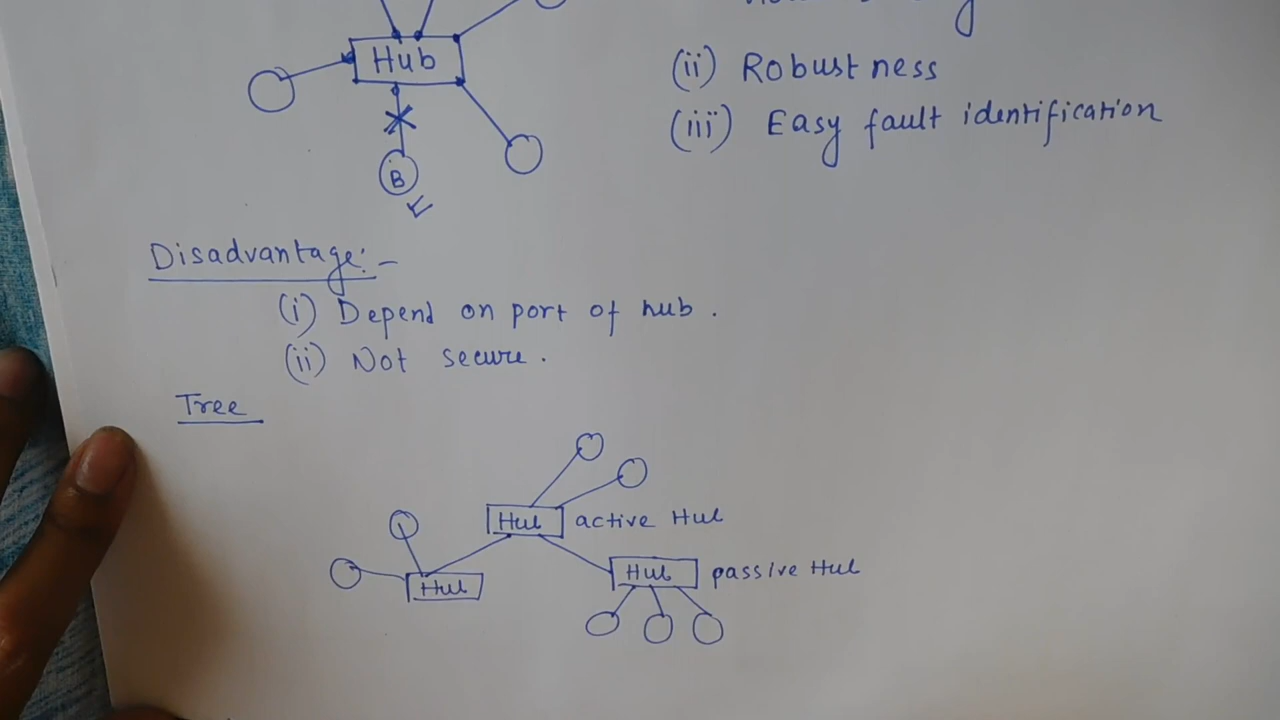 Hub
(ii) Robustness
(iii) Easy fault identification
B
Disadvantage:-
(i) Depend on port of hub.
(ii) Not secure.
Tree
Hub active Hub
Hub passive Hub
Hub